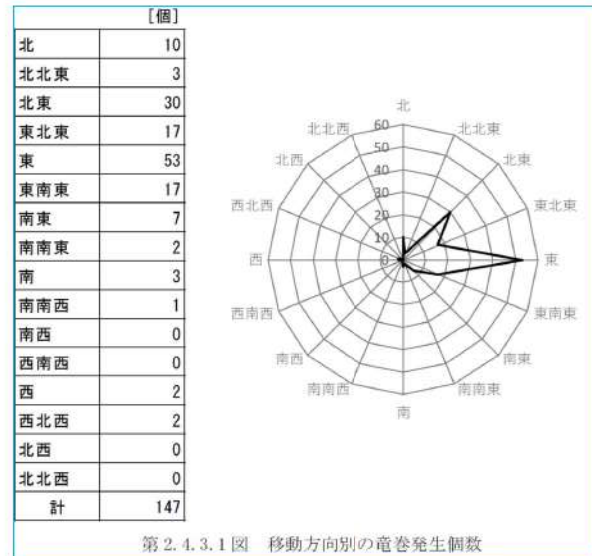 [個]
北 10
北北東 3
北東 30
東北東 17
東 53
東南東 17
南東 7
南南東 2
南 3
南南西 1
南西 0
西南西 0
西 2
西北西 2
北西 0
北北西 0
計 147
北
北北西 北北東
60
50
北西 北東
40
30
西北西 東北東
20
10
西 0 東
西南西 東南東
南西 南東
南南西 南南東
南
第2.4.3.1図 移動方向別の竜巻発生個数